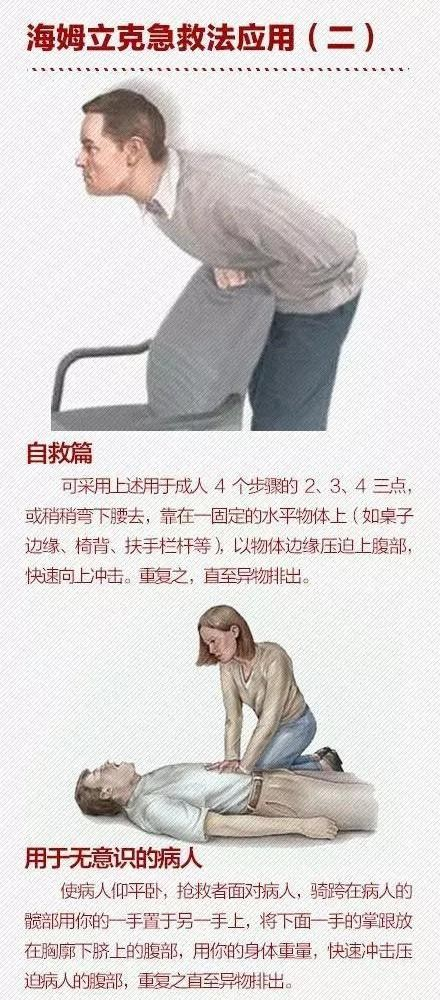 海姆立克急救法应用（二）
自救篇
可采用上述用于成人 4 个步骤的 2、3、4 三点，
或稍稍弯下腰去，靠在一固定的水平物体上（如桌子
边缘、椅背、扶手栏杆等），以物体边缘压迫上腹部，
快速向上冲击。重复之，直至异物排出。
用于无意识的病人
使病人仰平卧，抢救者面对病人，骑跨在病人的
髋部用你的一手置于另一手上，将下面一手的掌跟放
在胸廓下脐上的腹部，用你的身体重量，快速冲击压
迫病人的腹部，重复之直至异物排出。